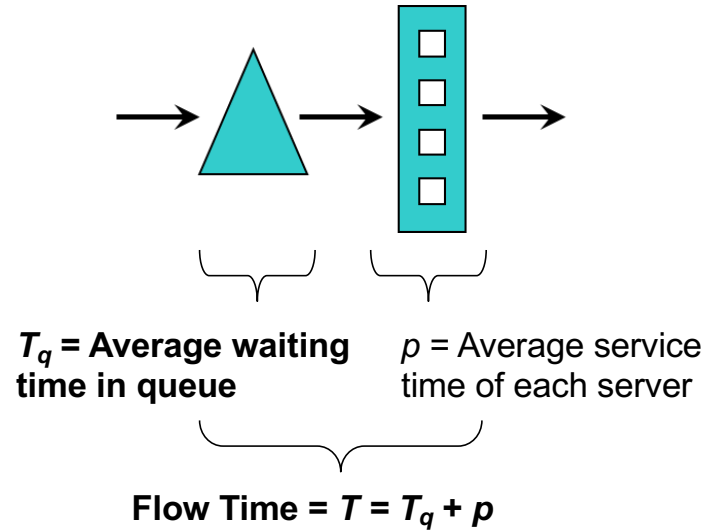 T_q = Average waiting
time in queue
p = Average service
time of each server
Flow Time = T = T_q + p